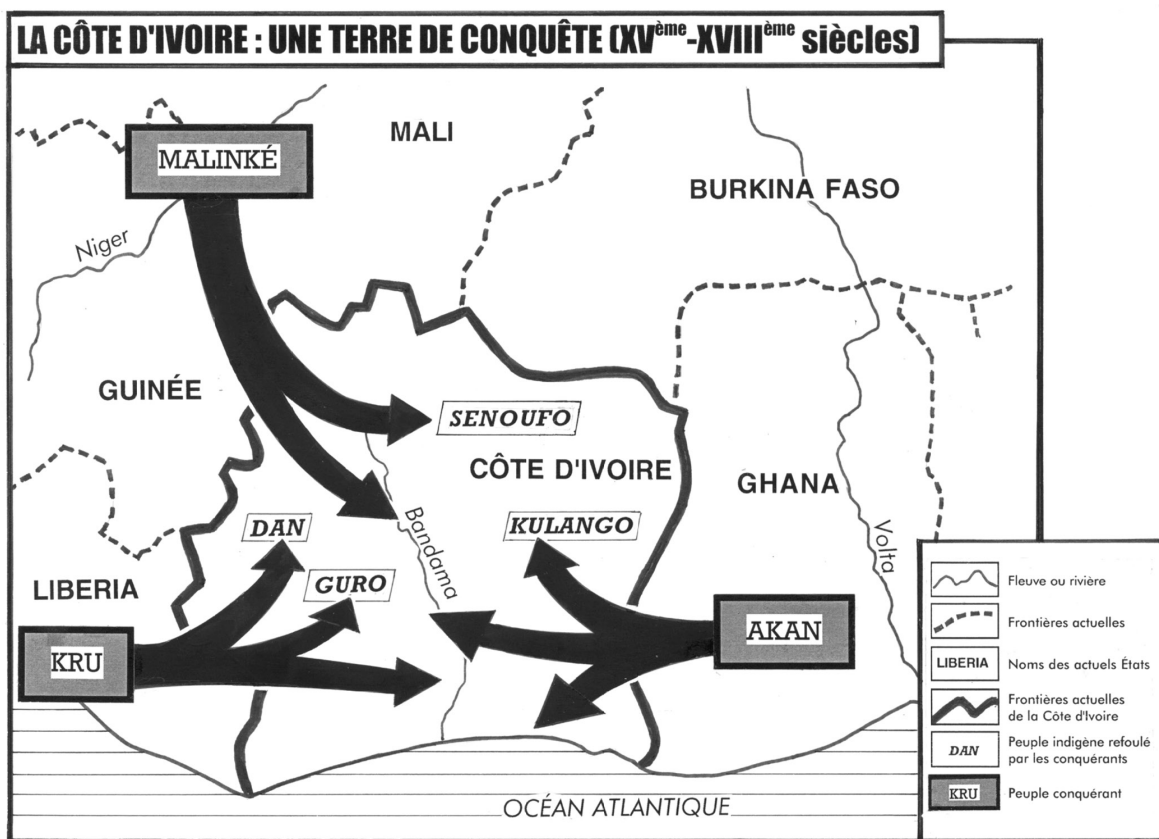 LA CÔTE D'IVOIRE : UNE TERRE DE CONQUÊTE (XVème-XVIIIème siècles)
MALI
MALINKÉ
BURKINA FASO
Niger
GUINÉE
SENOUFO
CÔTE D'IVOIRE
GHANA
DAN
Bandama
KULANGO
Volta
GURO
LIBERIA
KRU
AKAN
OCÉAN ATLANTIQUE
Fleuve ou rivière
Frontières actuelles
LIBERIA Noms des actuels États
Frontières actuelles
de la Côte d'Ivoire
DAN Peuple indigène refoulé
par les conquérants
KRU Peuple conquérant